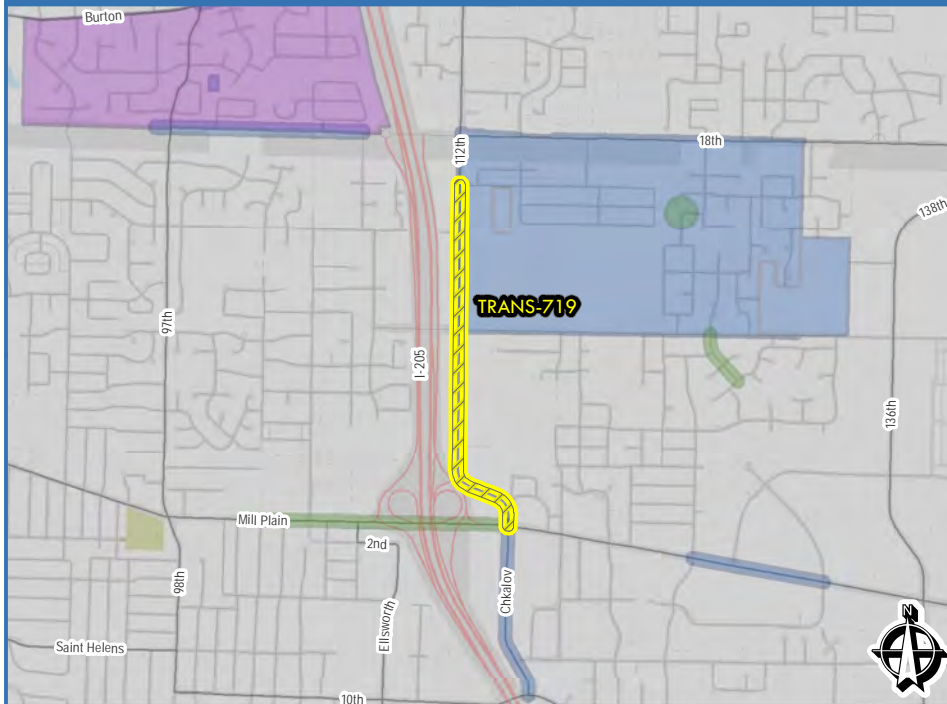 Burton
112th
18th
138th
TRANS-719
97th
I-205
136th
Mill Plain
2nd
98th
Ellsworth
Chkalov
Saint Helens
10th
N